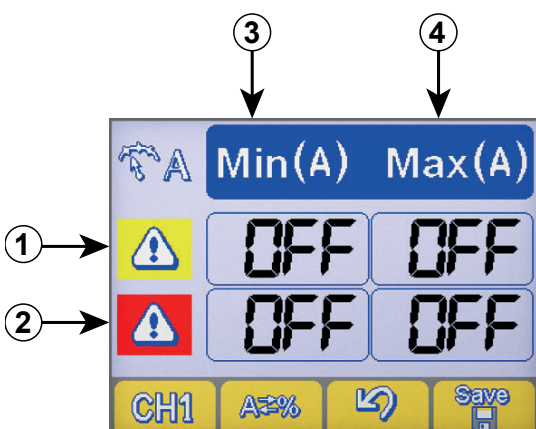 3 4
A Min(A) Max(A)
1 OFF OFF
2 OFF OFF
CH1 A⇄% Save